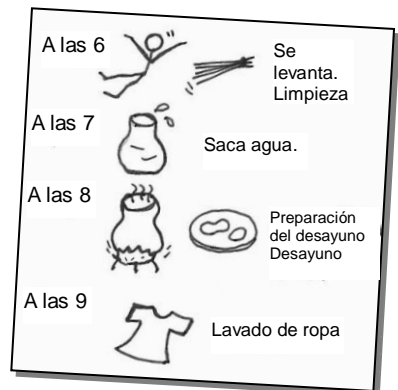 A las 6
Se
levanta.
Limpieza
A las 7
Saca agua.
A las 8
Preparación
del desayuno
Desayuno
A las 9
Lavado de ropa